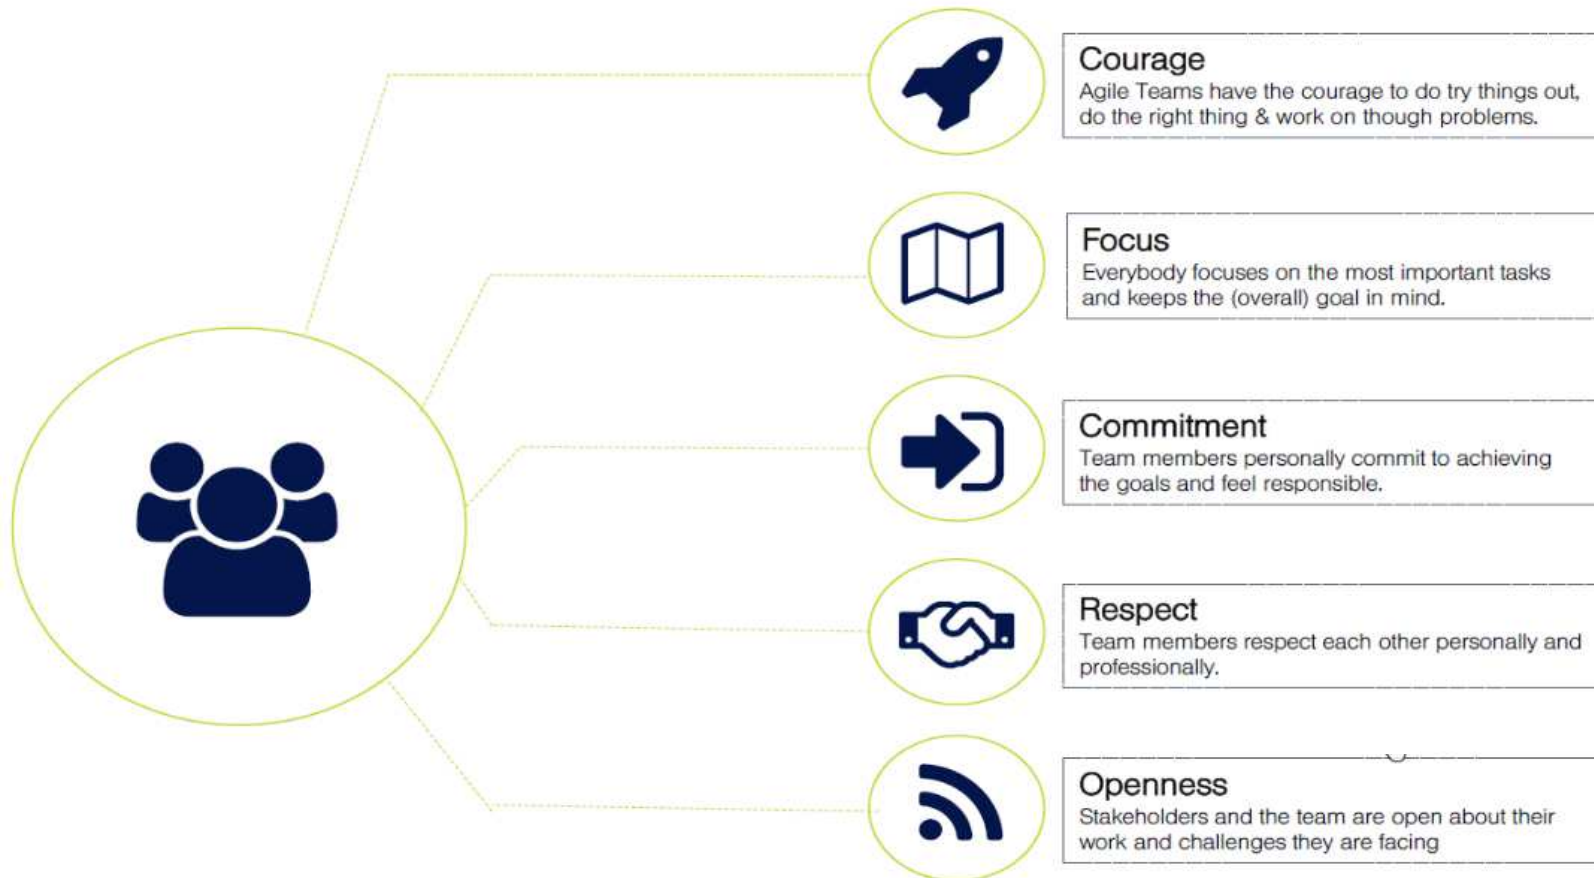 Courage
Agile Teams have the courage to do try things out,
do the right thing & work on though problems.
Focus
Everybody focuses on the most important tasks
and keeps the (overall) goal in mind.
Commitment
Team members personally commit to achieving
the goals and feel responsible.
Respect
Team members respect each other personally and
professionally.
Openness
Stakeholders and the team are open about their
work and challenges they are facing